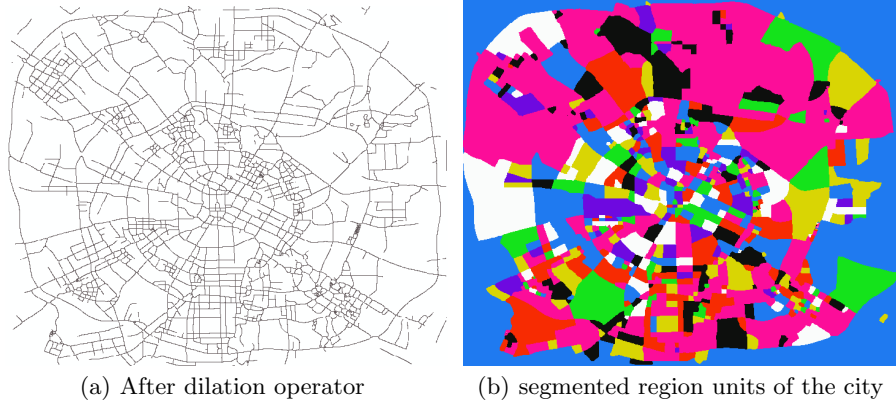 (a) After dilation operator
(b) segmented region units of the city